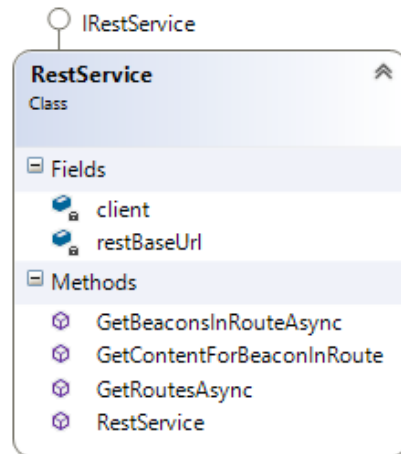 IRestService
RestService
Class
Fields
client
restBaseUrl
Methods
GetBeaconsInRouteAsync
GetContentForBeaconInRoute
GetRoutesAsync
RestService